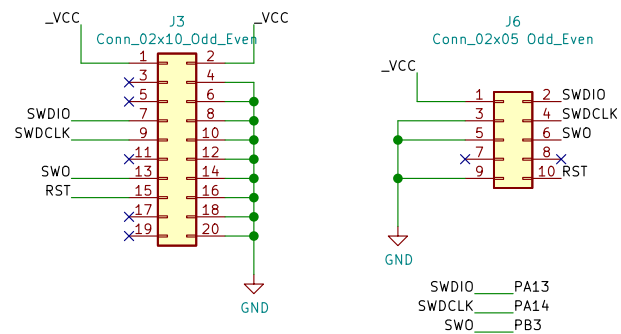 _VCC J3 _VCC
Conn_02x10_Odd_Even
1 2
3 4
5 6
SWDIO 7 8
SWDCLK 9 10
11 12
SWO 13 14
RST 15 16
17 18
19 20
GND
J6
Conn_02x05 Odd_Even
_VCC
1 2 SWDIO
3 4 SWDCLK
5 6 SWO
7 8
9 10 RST
GND
SWDIO PA13
SWDCLK PA14
SWO PB3